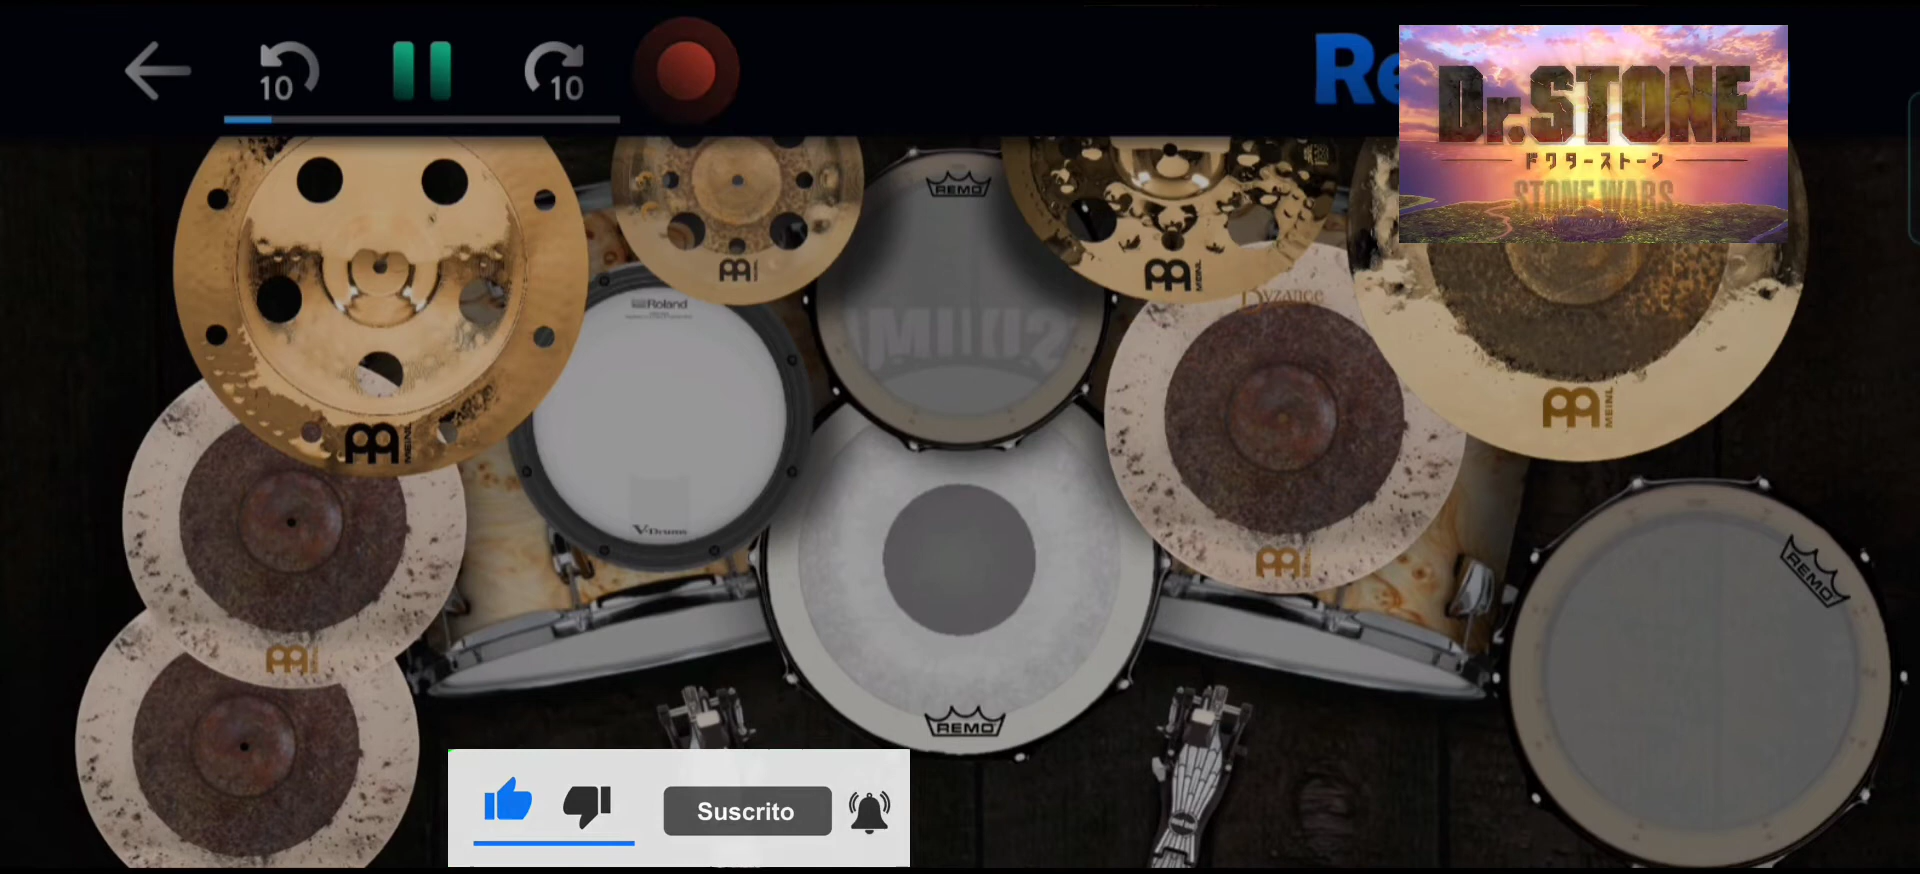 10
10
Re
Dr.STONE
ドクターストーン
STONE WARS
REMO
MEINL
MEINL
Roland
BYZANCE
MEINL
MEINL
V-Drums
REMO
REMO
Suscrito